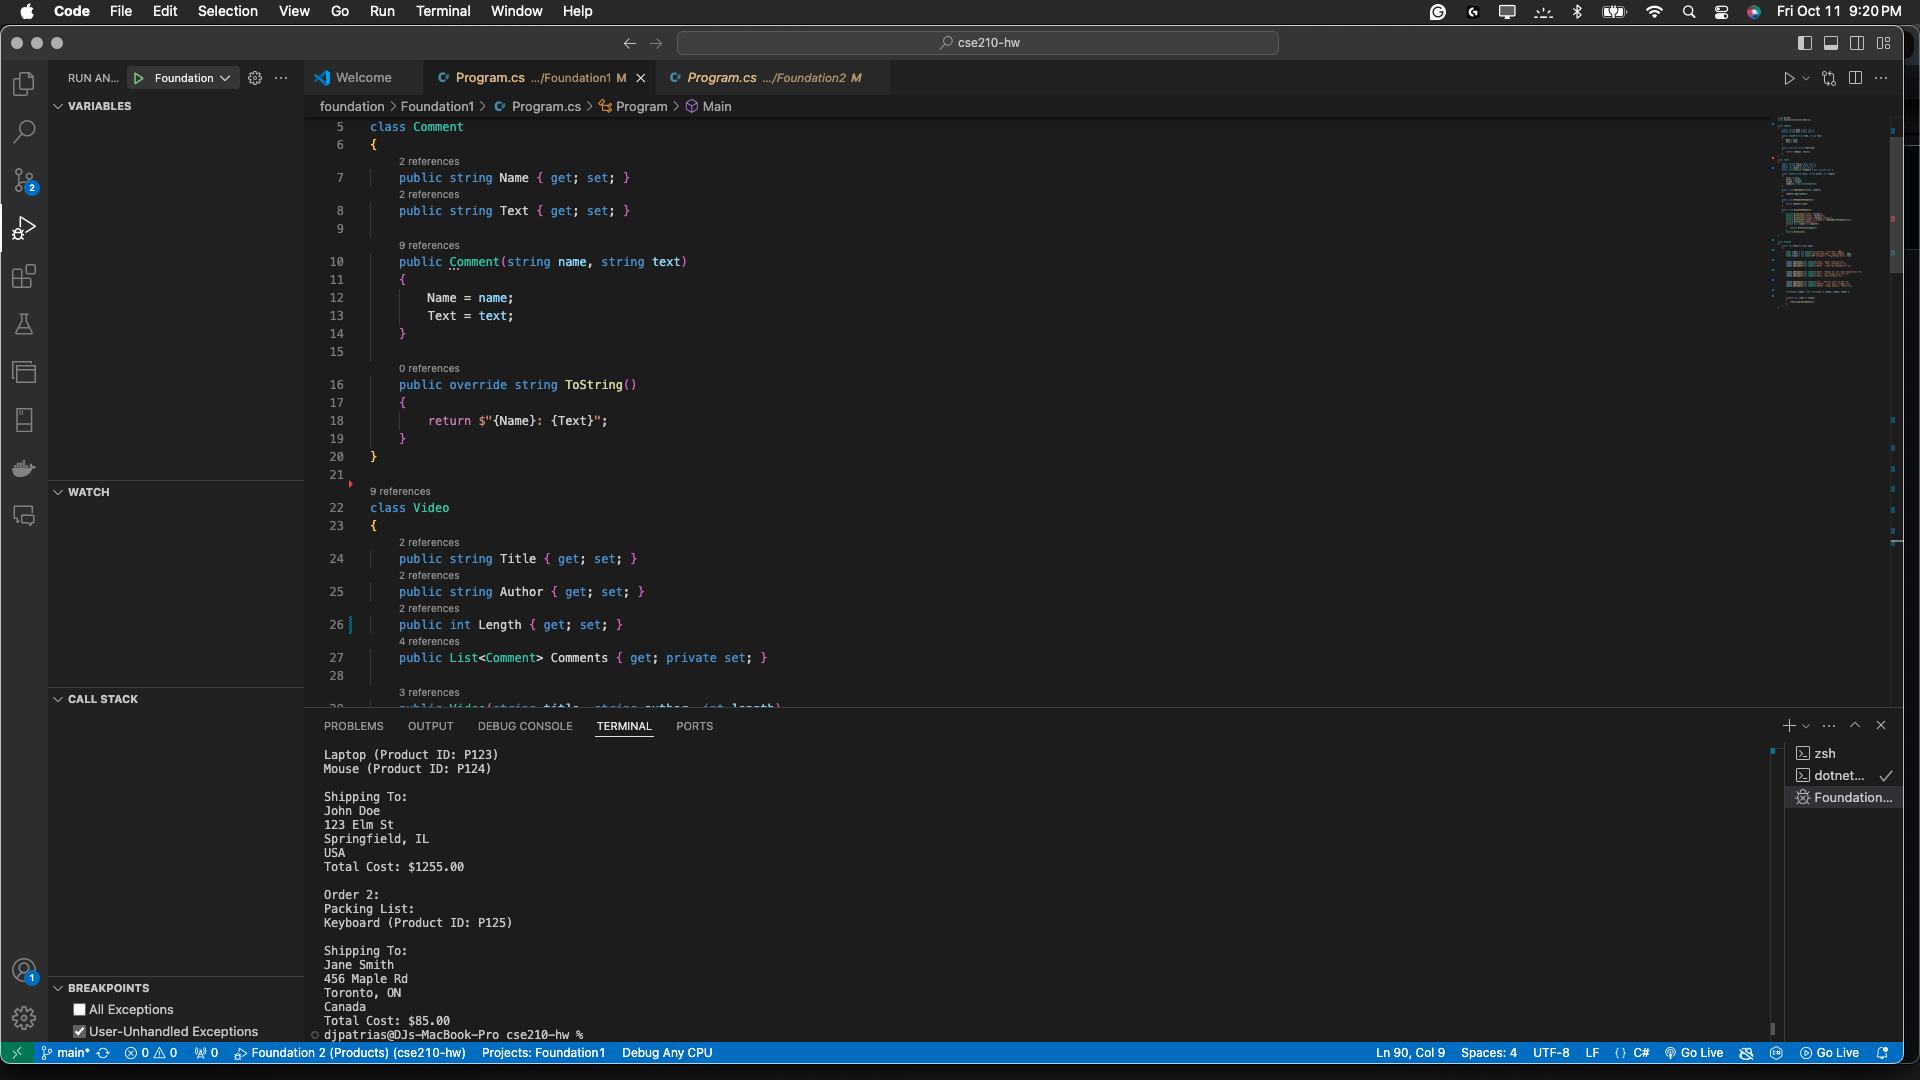 Code File Edit Selection View Go Run Terminal Window Help
Fri Oct 11 9:20 PM
cse210-hw
RUN AN... Foundation
Welcome
Program.cs .../Foundation1 M
Program.cs .../Foundation2 M
foundation > Foundation1 > Program.cs > Program > Main
VARIABLES
WATCH
CALL STACK
BREAKPOINTS
All Exceptions
User-Unhandled Exceptions
2
1
5 class Comment
6 {
2 references
7 public string Name { get; set; }
2 references
8 public string Text { get; set; }
9
9 references
10 public Comment(string name, string text)
11 {
12 Name = name;
13 Text = text;
14 }
15
0 references
16 public override string ToString()
17 {
18 return $"{Name}: {Text}";
19 }
20 }
21
9 references
22 class Video
23 {
2 references
24 public string Title { get; set; }
2 references
25 public string Author { get; set; }
2 references
26 public int Length { get; set; }
4 references
27 public List<Comment> Comments { get; private set; }
28
3 references
29 public Video(string title, string author, int length)
PROBLEMS OUTPUT DEBUG CONSOLE TERMINAL PORTS
Laptop (Product ID: P123)
Mouse (Product ID: P124)
Shipping To:
John Doe
123 Elm St
Springfield, IL
USA
Total Cost: $1255.00
Order 2:
Packing List:
Keyboard (Product ID: P125)
Shipping To:
Jane Smith
456 Maple Rd
Toronto, ON
Canada
Total Cost: $85.00
djpatrias@DJs-MacBook-Pro cse210-hw %
zsh
dotnet...
Foundation...
main* 0 0 0 Foundation 2 (Products) (cse210-hw) Projects: Foundation1 Debug Any CPU
Ln 90, Col 9 Spaces: 4 UTF-8 LF {} C# Go Live Go Live